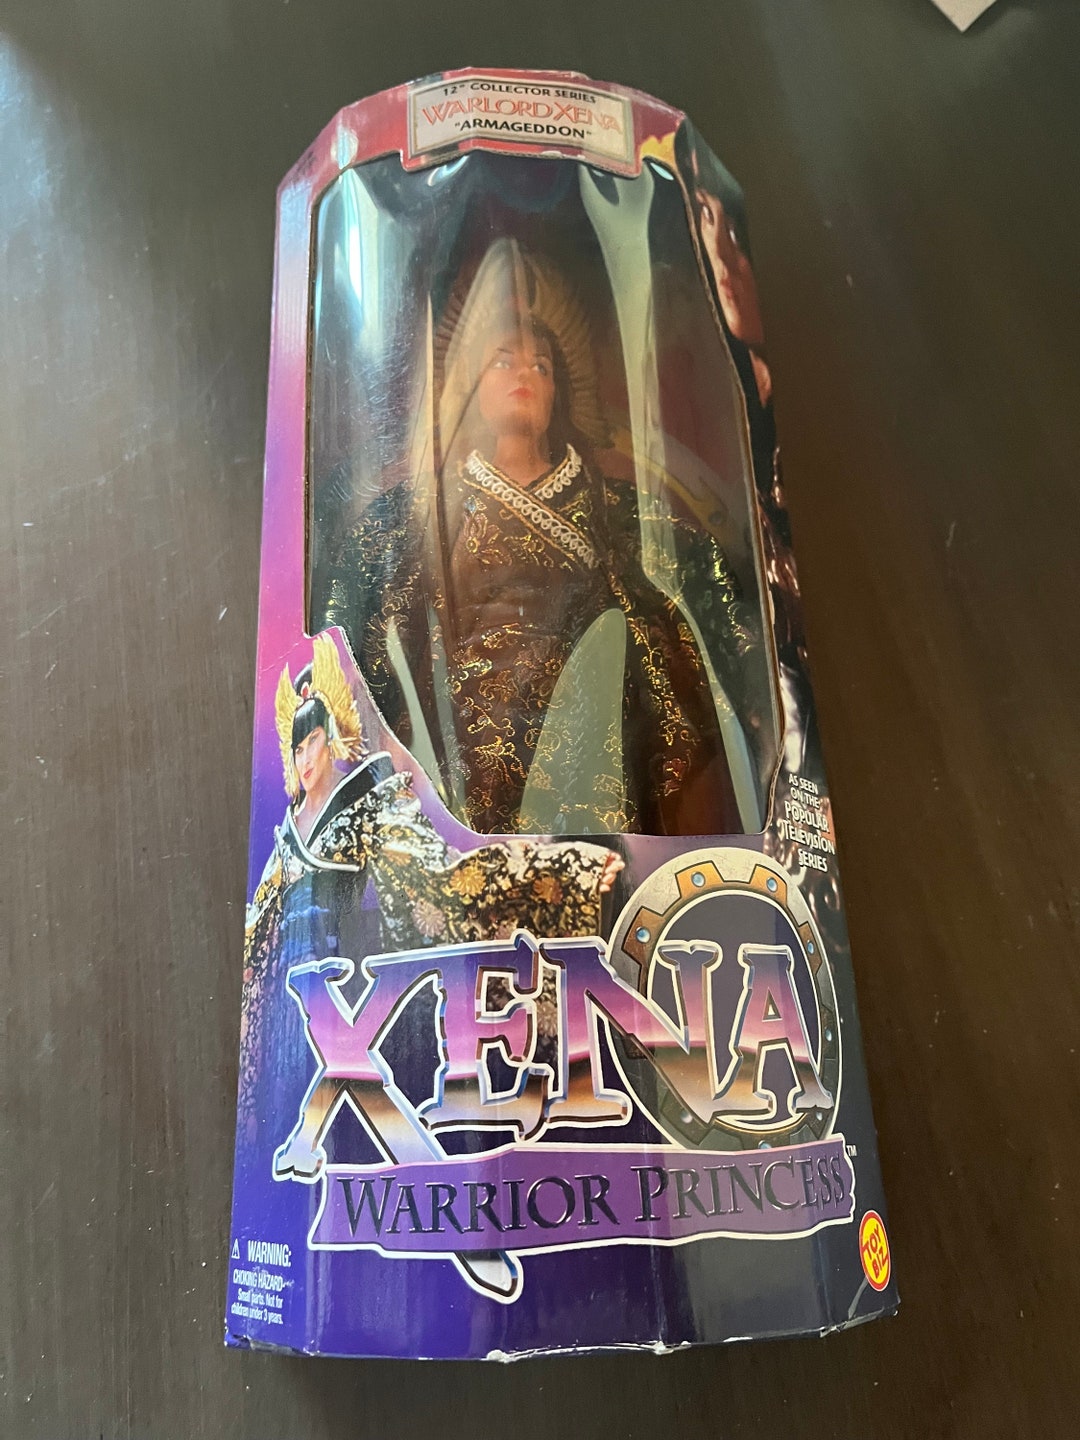 12" COLLECTOR SERIES
WARLORD XENA
"ARMAGEDDON"
AS SEEN
ON THE
POPULAR
TELEVISION
SERIES
XENA
WARRIOR PRINCESS™
TOY
BIZ
⚠ WARNING:
CHOKING HAZARD-
Small parts. Not for
children under 3 years.